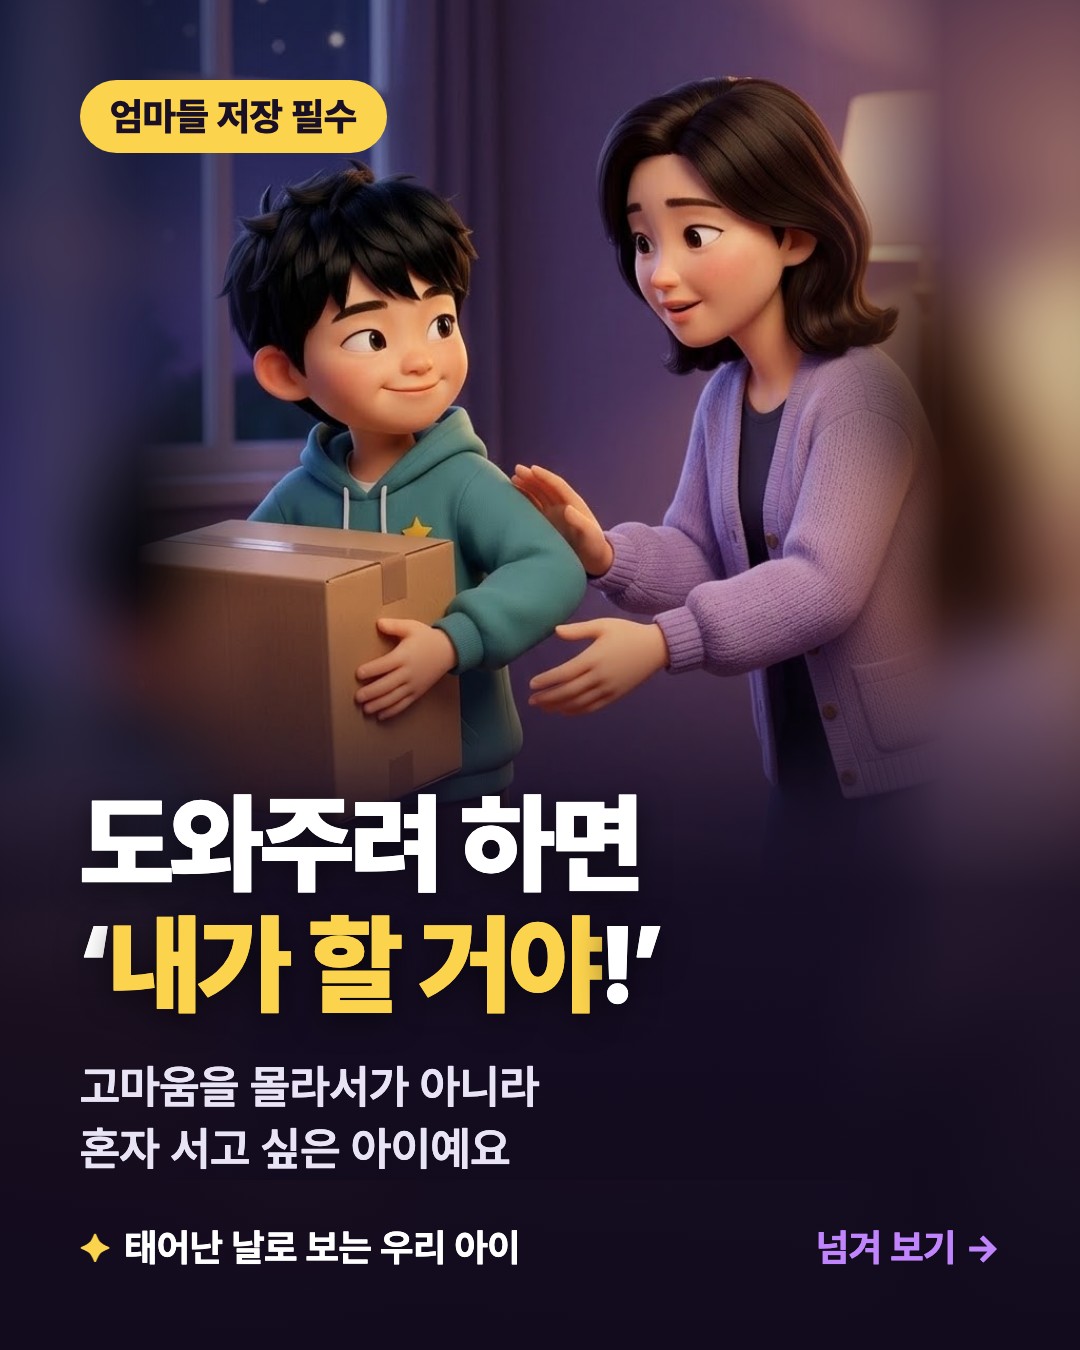 엄마들 저장 필수
도와주려 하면
‘내가 할 거야!’
고마움을 몰라서가 아니라
혼자 서고 싶은 아이예요
태어난 날로 보는 우리 아이
넘겨 보기 →